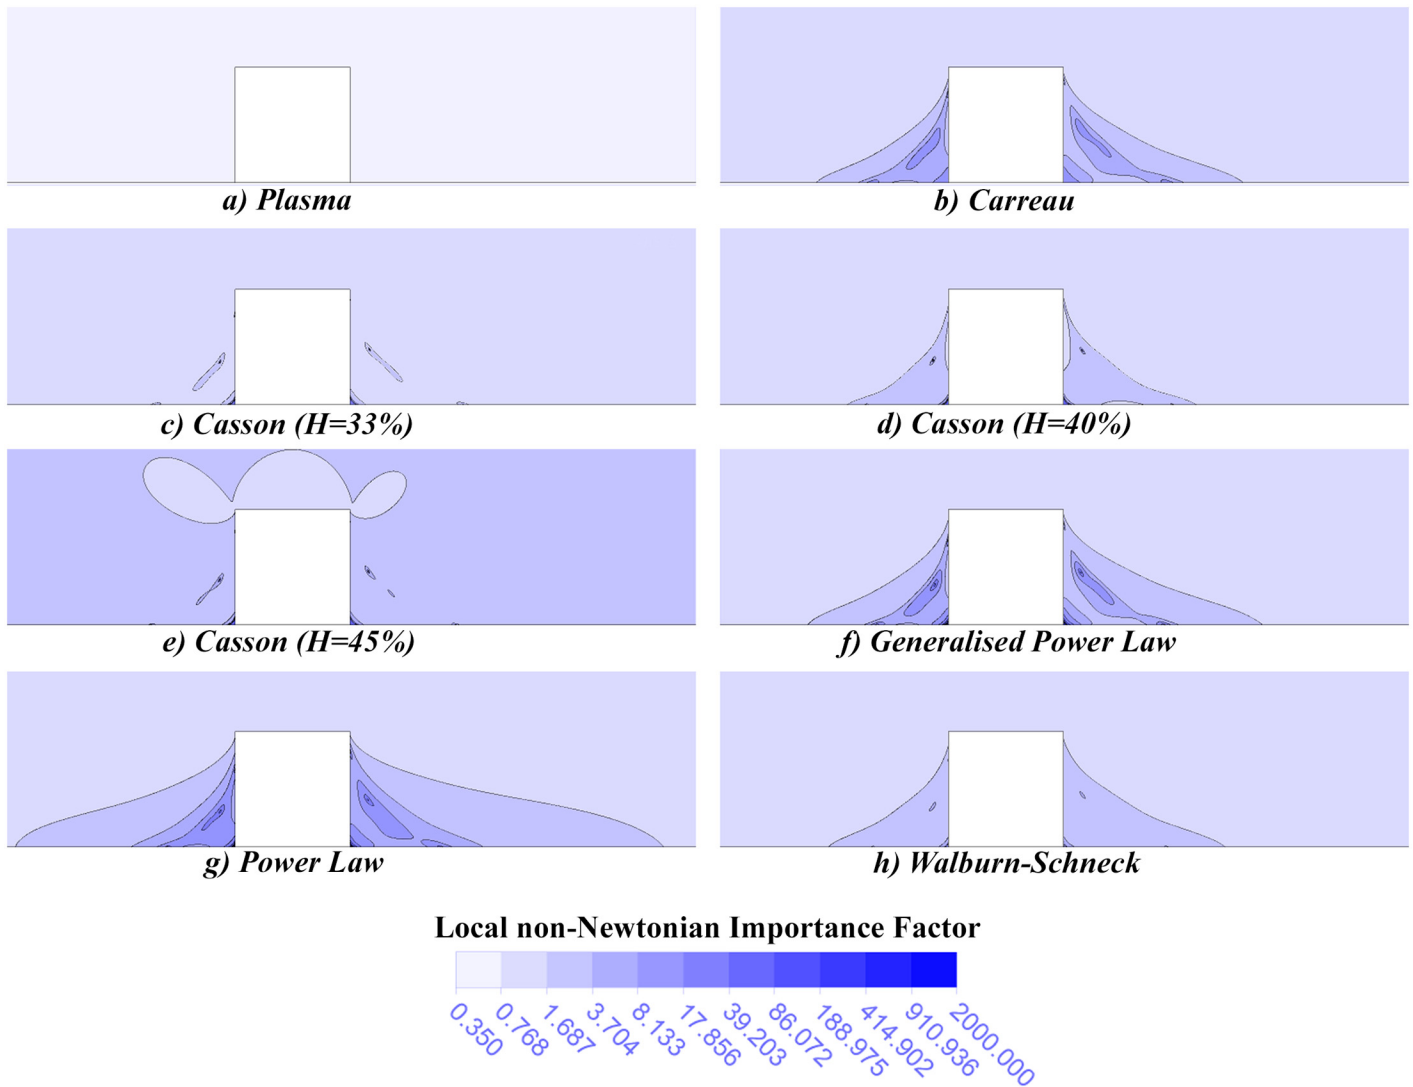 a) Plasma
b) Carreau
c) Casson (H=33%)
d) Casson (H=40%)
e) Casson (H=45%)
f) Generalised Power Law
g) Power Law
h) Walburn-Schneck
Local non-Newtonian Importance Factor
0.350
0.768
1.687
3.704
8.133
17.856
39.203
86.072
188.975
414.902
910.936
2000.000